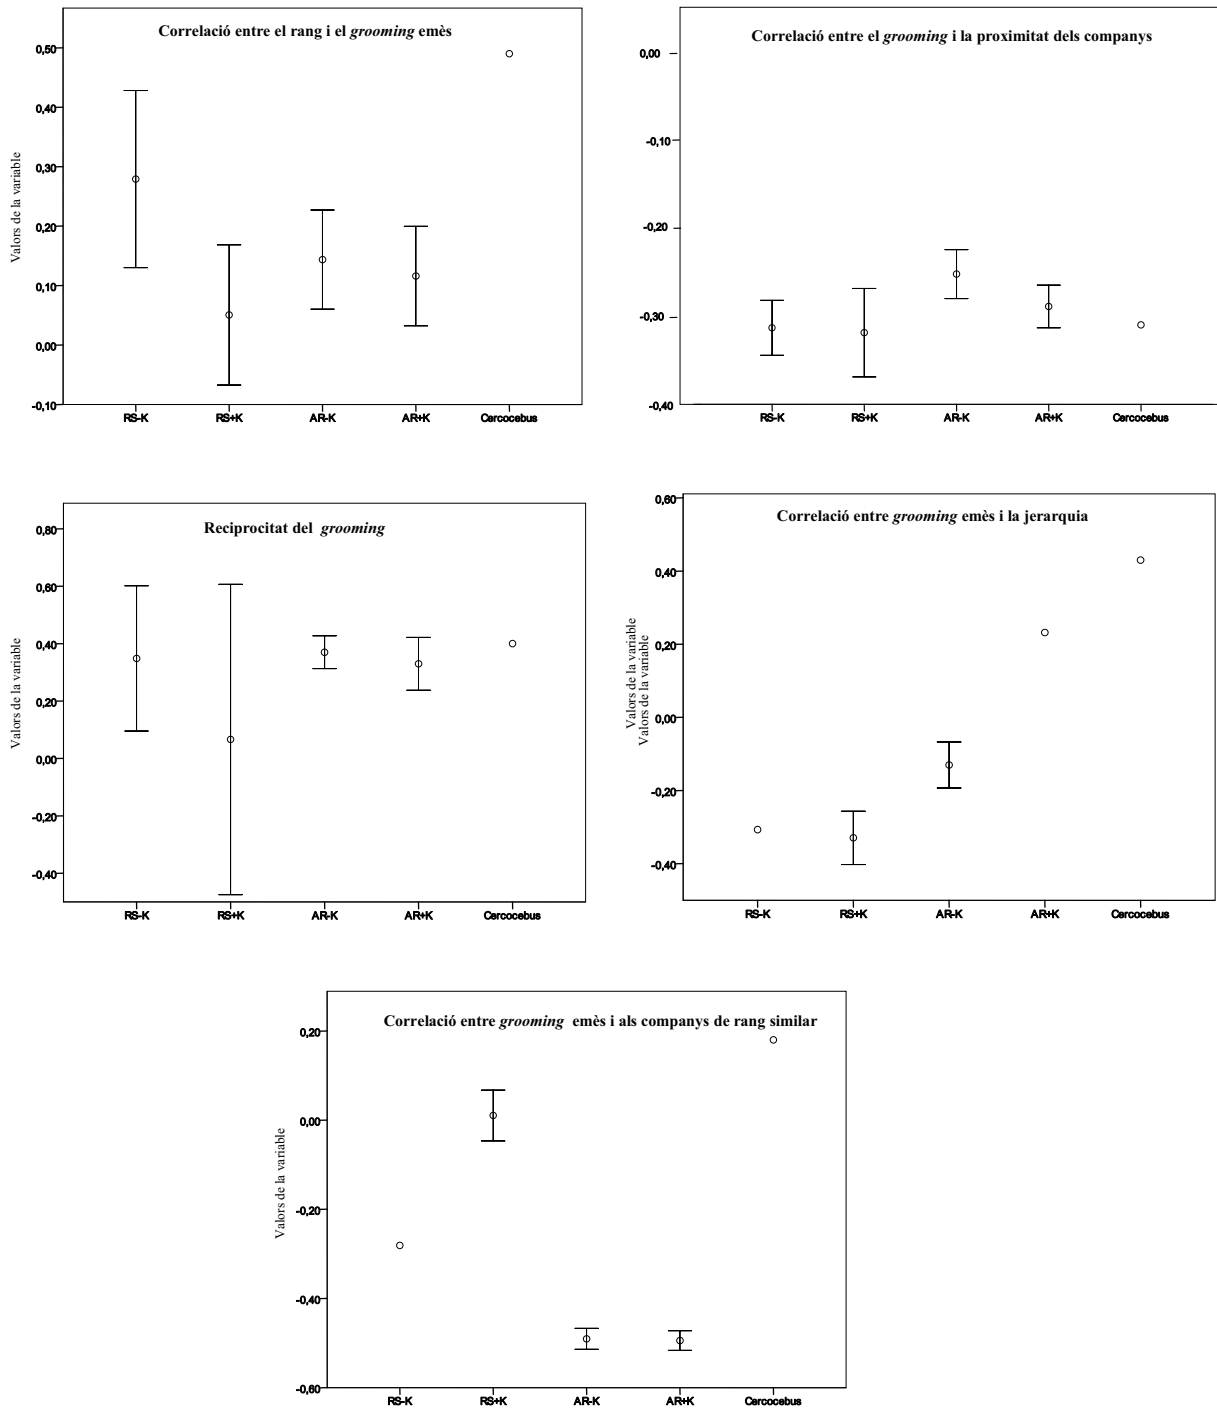 Correlació entre el rang i el grooming emès
Valors de la variable
0,50
0,40
0,30
0,20
0,10
0,00
-0,10
RS-K RS+K AR-K AR+K Cercocebus
Correlació entre el grooming i la proximitat dels companys
0,00
-0,10
-0,20
-0,30
-0,40
RS-K RS+K AR-K AR+K Cercocebus
Reciprocitat del grooming
Valors de la variable
0,80
0,60
0,40
0,20
0,00
-0,20
-0,40
RS-K RS+K AR-K AR+K Cercocebus
Correlació entre grooming emès i la jerarquia
Valors de la variable
Valors de la variable
0,60
0,40
0,20
0,00
-0,20
-0,40
RS-K RS+K AR-K AR+K Cercocebus
Correlació entre grooming emès i als companys de rang similar
Valors de la variable
0,20
0,00
-0,20
-0,40
-0,60
RS-K RS+K AR-K AR+K Cercocebus